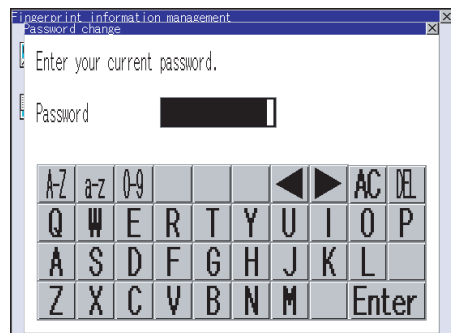 Fingerprint information management
Password change
Enter your current password.
Password
A-Z a-z 0-9 ◀ ▶ AC DEL
Q W E R T Y U I O P
A S D F G H J K L
Z X C V B N M Enter